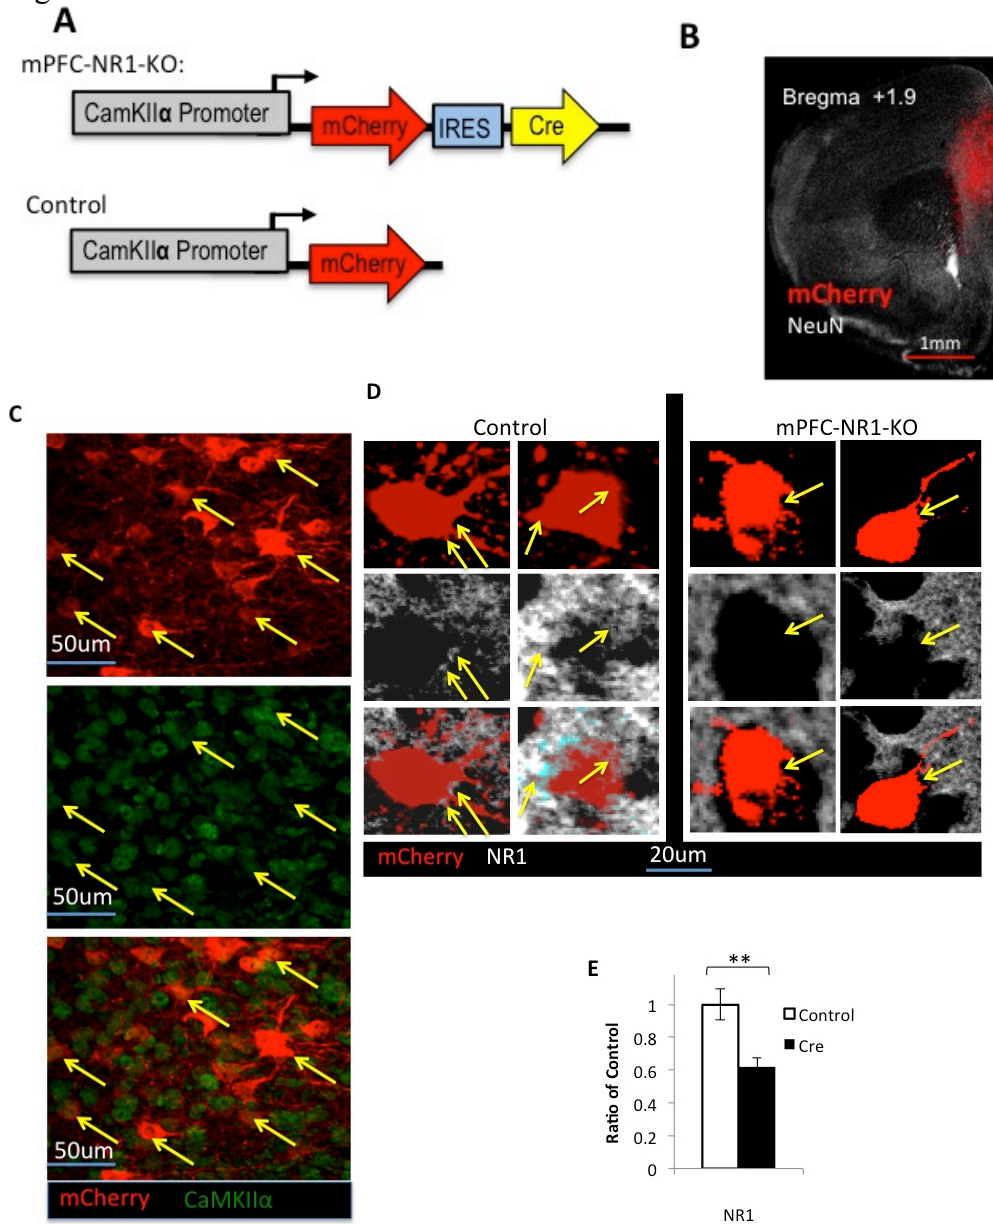 A
mPFC-NR1-KO:
CamKIIα Promoter
mCherry
IRES
Cre
Control
CamKIIα Promoter
mCherry
B
Bregma +1.9
mCherry
NeuN
1mm
C
50um
50um
50um
mCherry CaMKIIα
D
Control
mPFC-NR1-KO
mCherry NR1
20um
E
**
Ratio of Control
1
0.8
0.6
0.4
0.2
0
Control
Cre
NR1